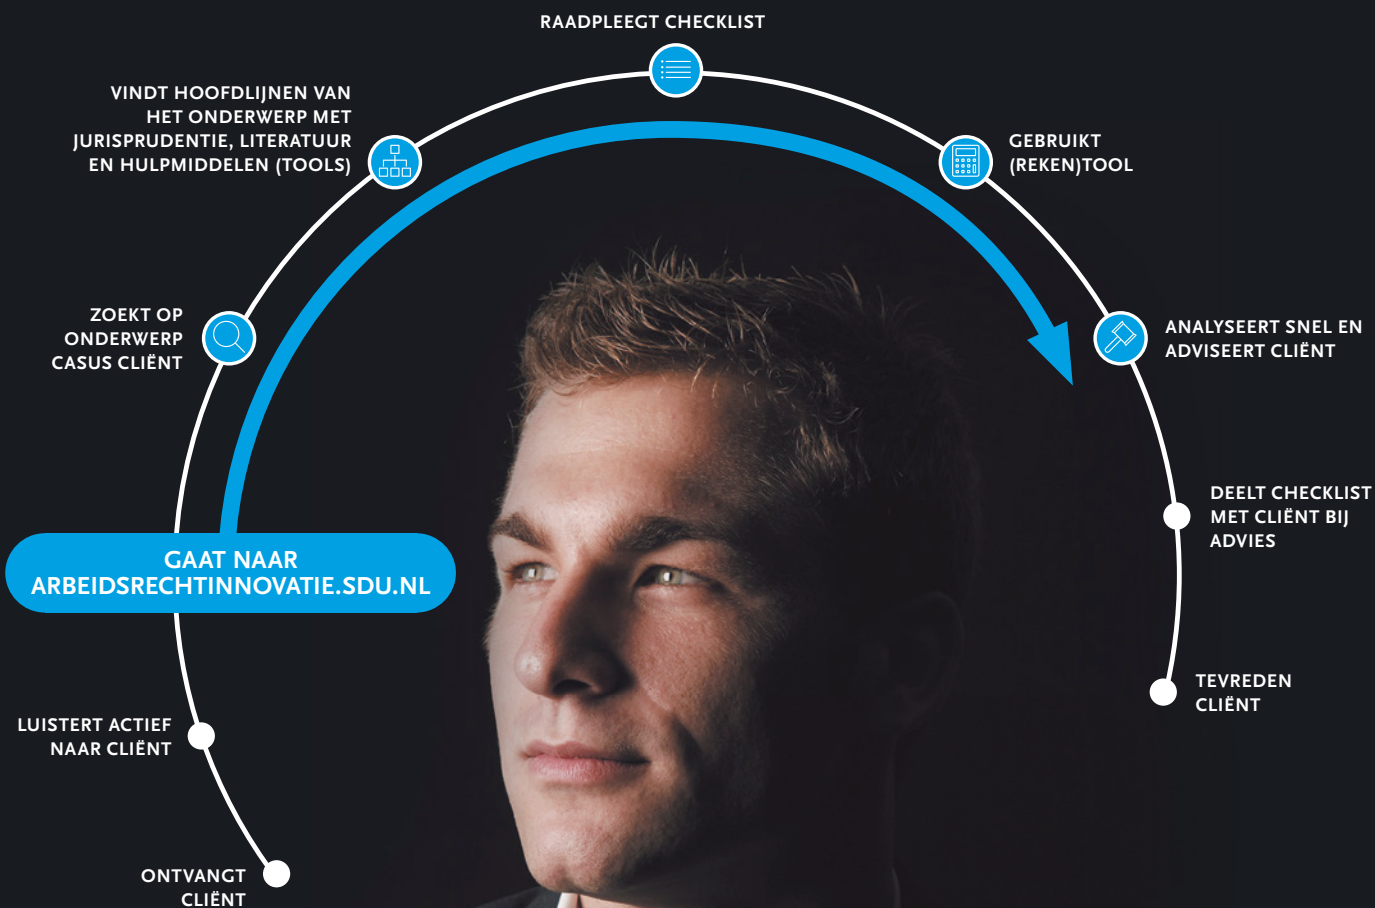 RAADPLEEGT CHECKLIST
VINDT HOOFDLIJNEN VAN
HET ONDERWERP MET
JURISPRUDENTIE, LITERATUUR
EN HULPMIDDELEN (TOOLS)
GEBRUIKT
(REKEN)TOOL
ZOEKT OP
ONDERWERP
CASUS CLIËNT
ANALYSEERT SNEL EN
ADVISEERT CLIËNT
DEELT CHECKLIST
MET CLIËNT BIJ
ADVIES
GAAT NAAR
ARBEIDSRECHTINNOVATIE.SDU.NL
TEVREDEN
CLIËNT
LUISTERT ACTIEF
NAAR CLIËNT
ONTVANGT
CLIËNT